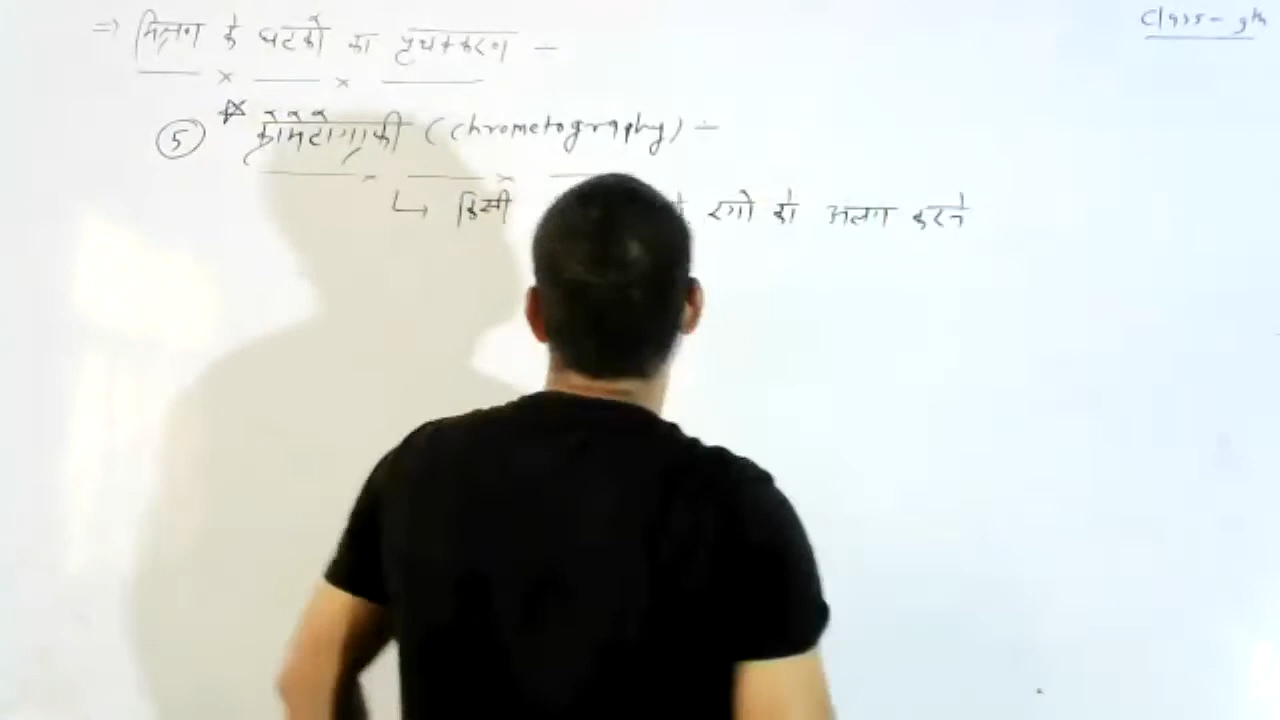 Class - 9th
⇒ मिश्रण के घटकों का पृथक्करण -
(5) क्रोमैटोग्राफी (Chrometography) -
↳ किसी रंगो को अलग करने